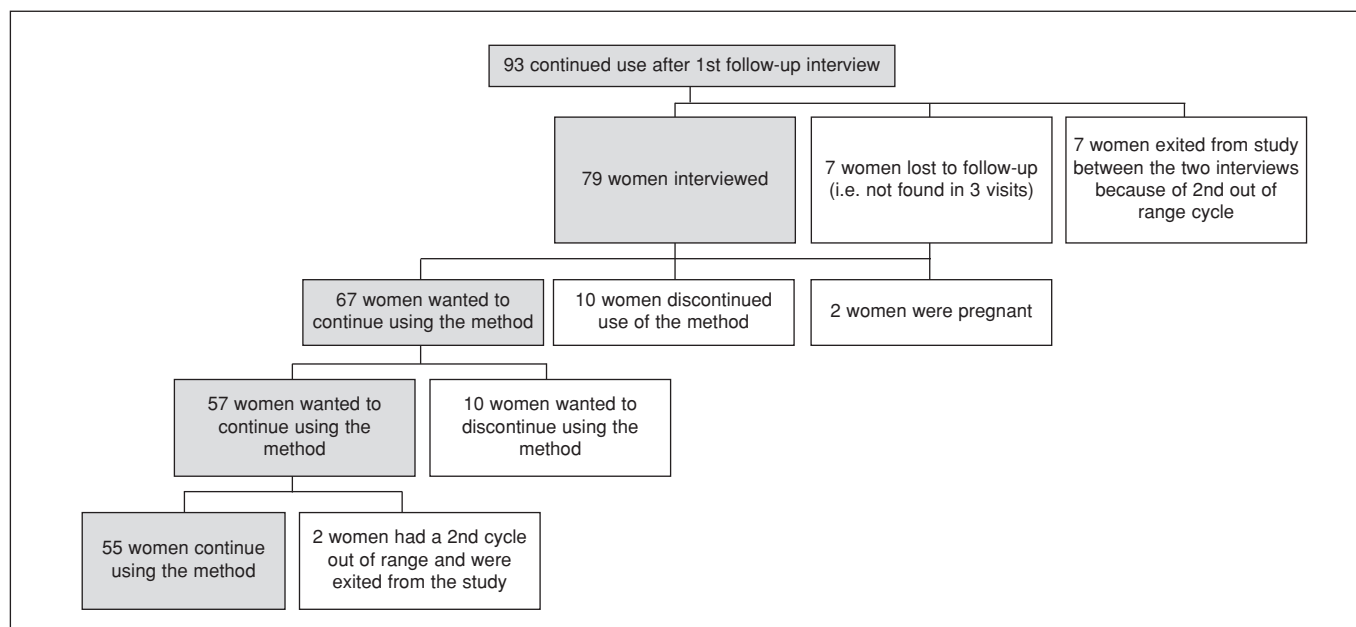 93 continued use after 1st follow-up interview
79 women interviewed
7 women lost to follow-up
(i.e. not found in 3 visits)
7 women exited from study
between the two interviews
because of 2nd out of
range cycle
67 women wanted to
continue using the method
10 women discontinued
use of the method
2 women were pregnant
57 women wanted to
continue using the
method
10 women wanted to
discontinue using the
method
55 women continue
using the method
2 women had a 2nd cycle
out of range and were
exited from the study